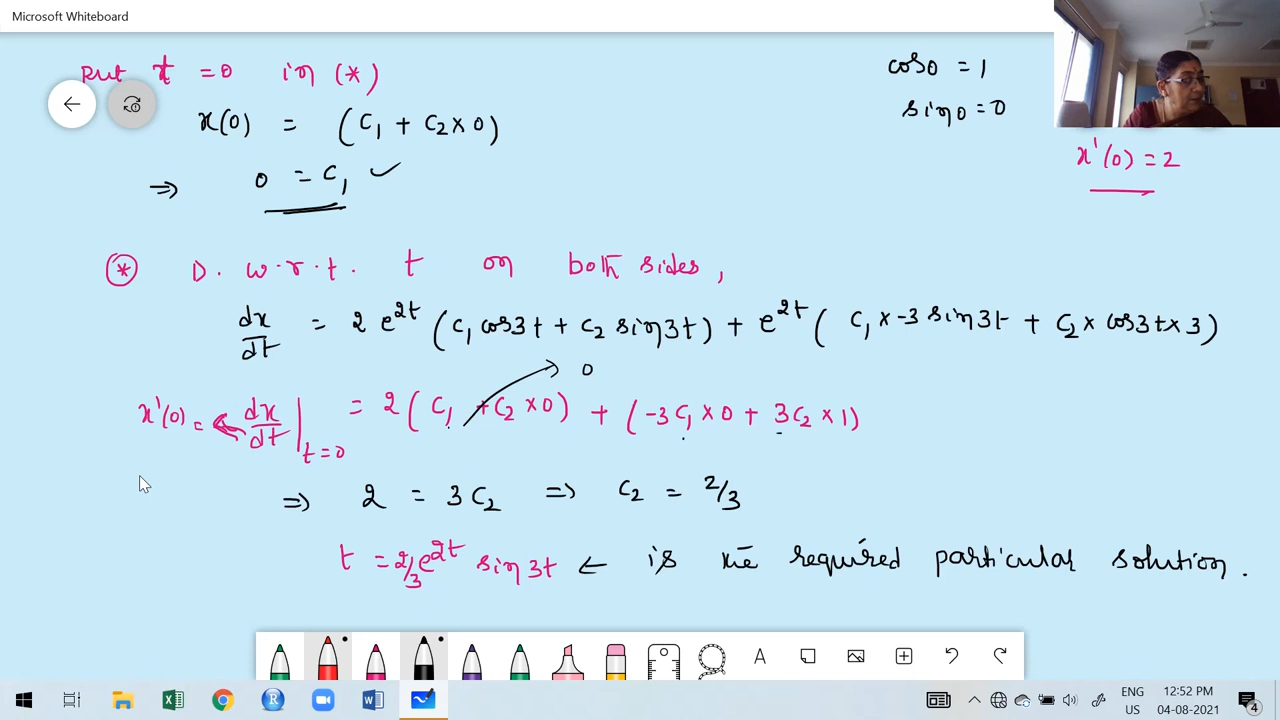 Microsoft Whiteboard
Put t = 0 in (*)
cos0 = 1
x(0) = (C₁ + C₂ × 0)
sin0 = 0
x'(0) = 2
⇒ 0 = C₁ ✓
(*) D. w.r.t. t on both sides,
dx/dt = 2 e^2t (C₁ cos3t + C₂ sin3t) + e^2t (C₁ × -3 sin3t + C₂ × cos3t × 3)
0
x'(0) = ← dx/dt |t=0 = 2 (C₁ + C₂ × 0) + (-3C₁ × 0 + 3C₂ × 1)
⇒ 2 = 3C₂ ⇒ C₂ = 2/3
t = 2/3 e^2t sin3t ← is the required particular solution.
A
ENG
US
12:52 PM
04-08-2021
4